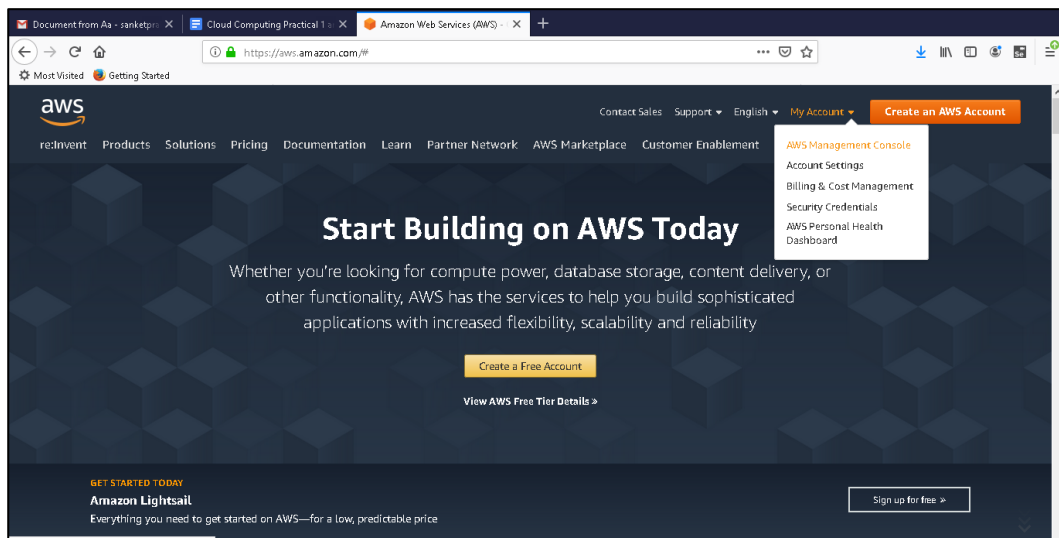 Document from Aa - sanketpra
Cloud Computing Practical 1 a
Amazon Web Services (AWS) -
https://aws.amazon.com/#
Most Visited
Getting Started
aws
Contact Sales
Support
English
My Account
Create an AWS Account
re:Invent
Products
Solutions
Pricing
Documentation
Learn
Partner Network
AWS Marketplace
Customer Enablement
AWS Management Console
Account Settings
Billing & Cost Management
Security Credentials
AWS Personal Health
Dashboard
Start Building on AWS Today
Whether you're looking for compute power, database storage, content delivery, or
other functionality, AWS has the services to help you build sophisticated
applications with increased flexibility, scalability and reliability
Create a Free Account
View AWS Free Tier Details »
GET STARTED TODAY
Amazon Lightsail
Everything you need to get started on AWS—for a low, predictable price
Sign up for free »